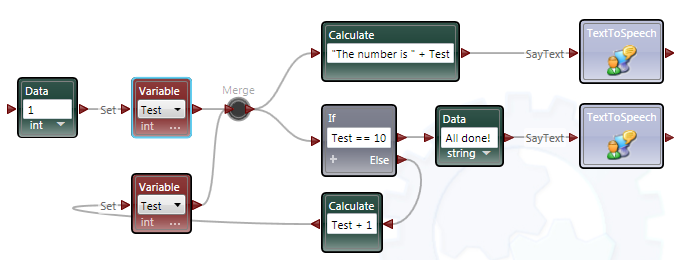 Data
1
int
Set
Variable
Test
int ...
Merge
Calculate
"The number is " + Test
SayText
TextToSpeech
If
Test == 10
+ Else
Data
All done!
string
SayText
TextToSpeech
Set
Variable
Test
int ...
Calculate
Test + 1